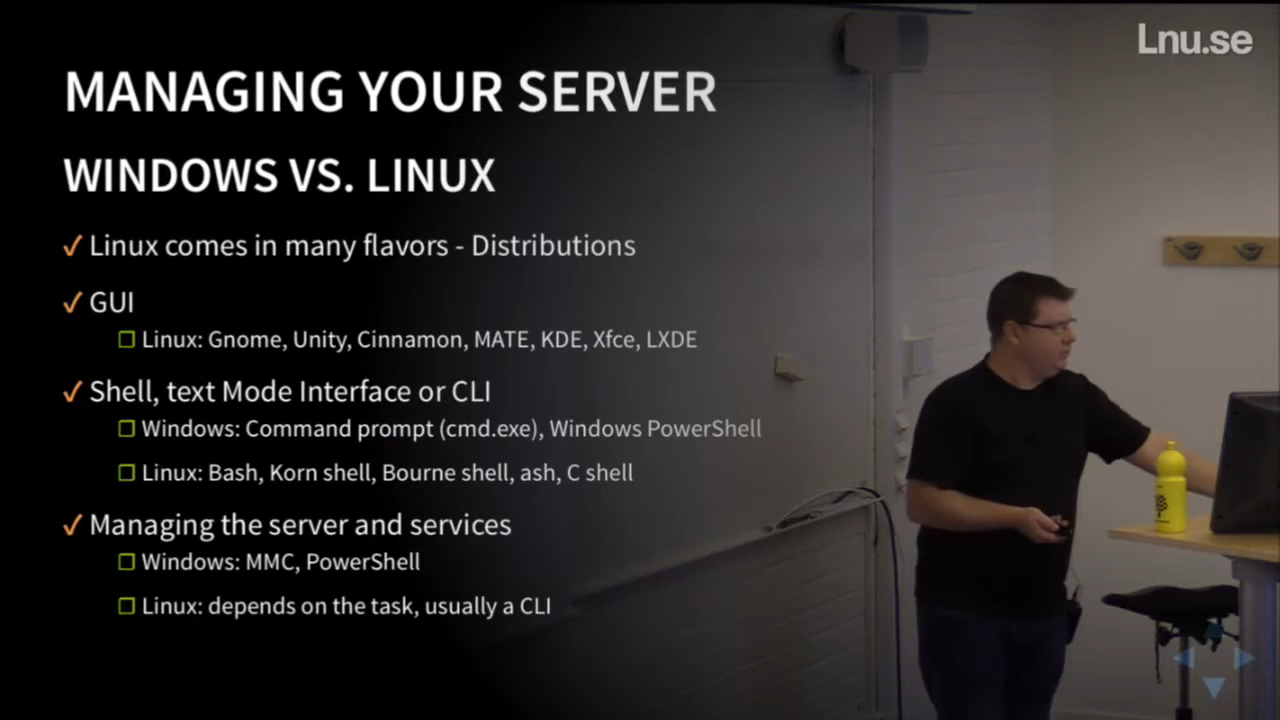 Lnu.se
MANAGING YOUR SERVER
WINDOWS VS. LINUX
✓ Linux comes in many flavors - Distributions
✓ GUI
❐ Linux: Gnome, Unity, Cinnamon, MATE, KDE, Xfce, LXDE
✓ Shell, text Mode Interface or CLI
❐ Windows: Command prompt (cmd.exe), Windows PowerShell
❐ Linux: Bash, Korn shell, Bourne shell, ash, C shell
✓ Managing the server and services
❐ Windows: MMC, PowerShell
❐ Linux: depends on the task, usually a CLI